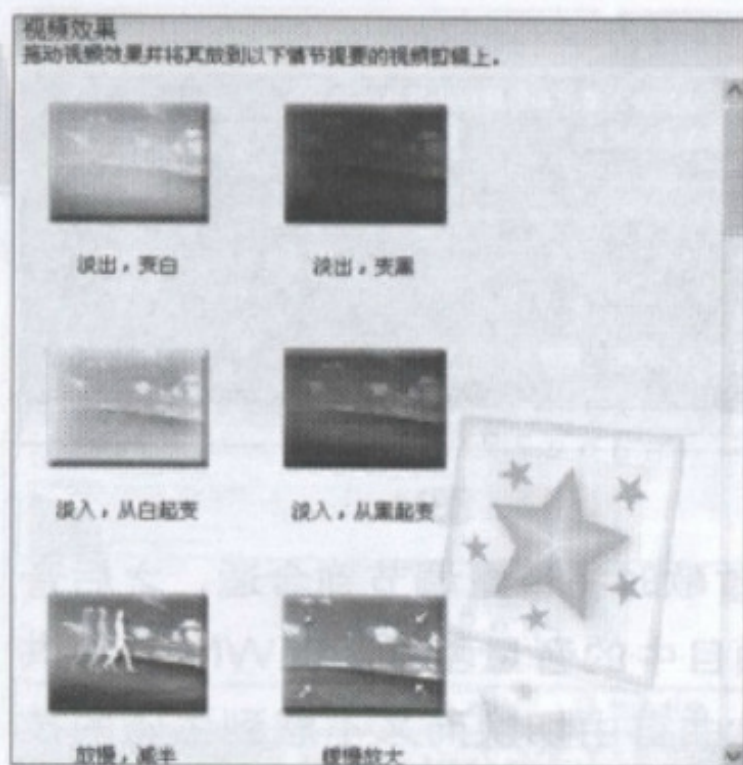 视频效果
拖动视频效果并将其放到以下情节提要的视频剪辑上。
淡出，变白
淡出，变黑
淡入，从白起变
淡入，从黑起变
放慢，减半
缓慢放大